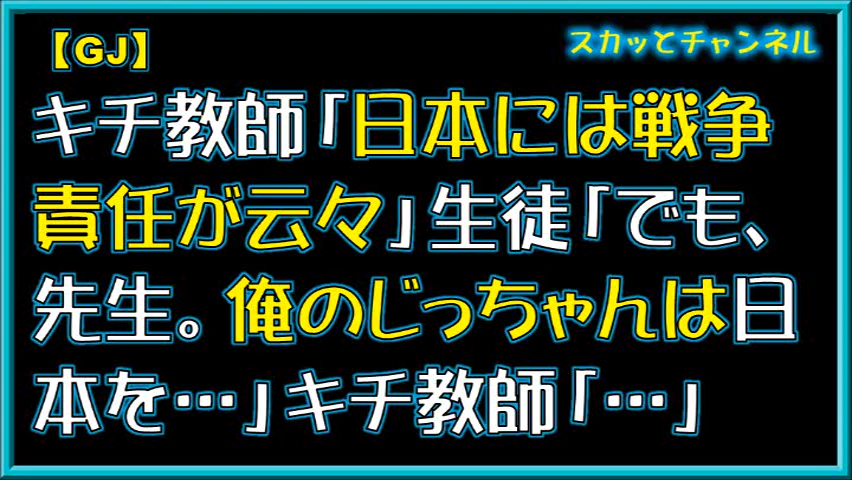 【GJ】
スカッとチャンネル
キチ教師「日本には戦争
責任が云々」生徒「でも、
先生。俺のじっちゃんは日
本を…」キチ教師「…」